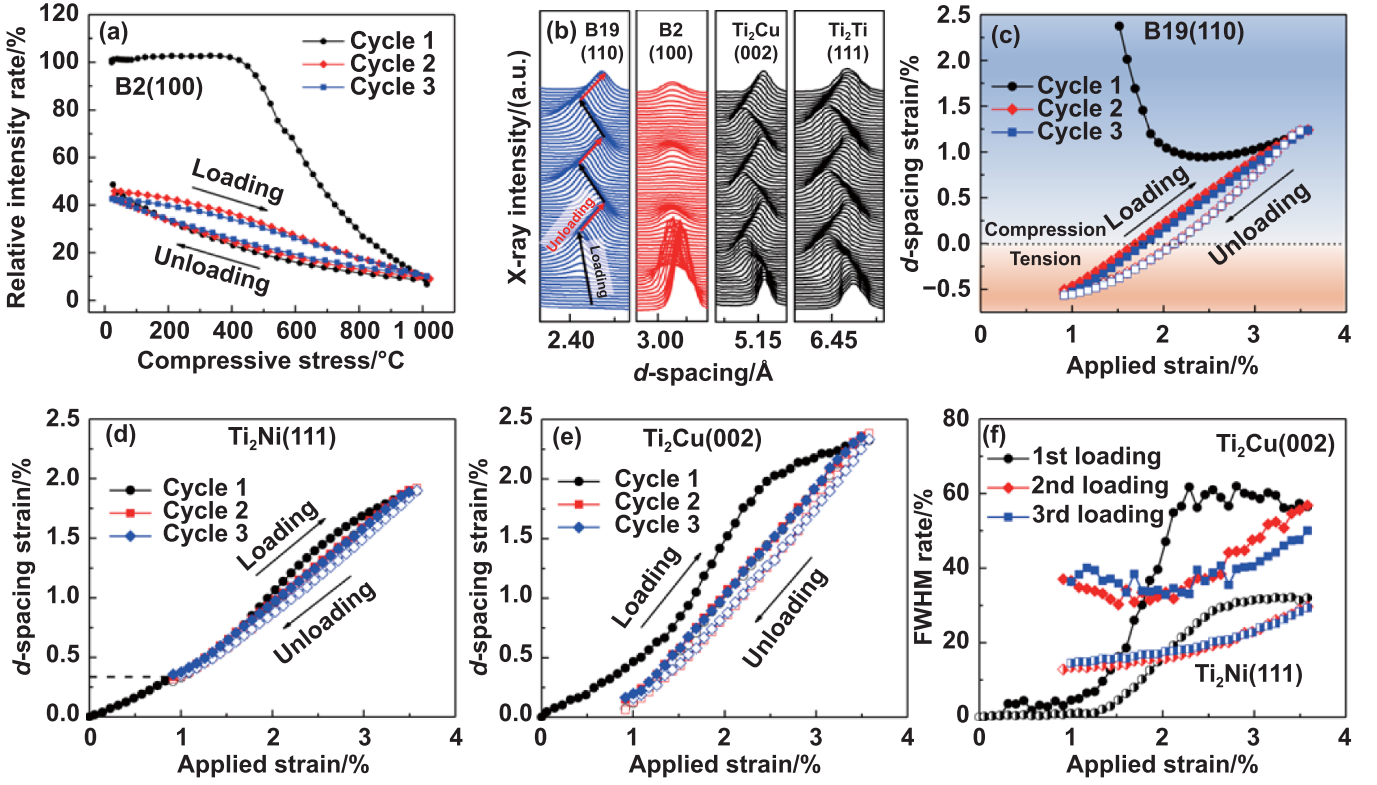 (a)
120
100
80
60
40
20
0
Relative intensity rate/%
Cycle 1
Cycle 2
Cycle 3
B2(100)
Loading
Unloading
0 200 400 600 800 1 000
Compressive stress/°C
(b)
B19 B2 Ti₂Cu Ti₂Ti
(110) (100) (002) (111)
X-ray intensity/(a.u.)
Unloading
Loading
2.40 3.00 5.15 6.45
d-spacing/Å
(c) B19(110)
2.5
2.0
1.5
1.0
0.5
0.0
−0.5
d-spacing strain/%
Cycle 1
Cycle 2
Cycle 3
Loading
Unloading
Compression
Tension
0 1 2 3 4
Applied strain/%
(d) Ti₂Ni(111)
2.5
2.0
1.5
1.0
0.5
0.0
d-spacing strain/%
Cycle 1
Cycle 2
Cycle 3
Loading
Unloading
0 1 2 3 4
Applied strain/%
(e) Ti₂Cu(002)
2.5
2.0
1.5
1.0
0.5
0.0
d-spacing strain/%
Cycle 1
Cycle 2
Cycle 3
Loading
Unloading
0 1 2 3 4
Applied strain/%
(f) Ti₂Cu(002)
80
60
40
20
0
FWHM rate/%
1st loading
2nd loading
3rd loading
Ti₂Ni(111)
0 1 2 3 4
Applied strain/%